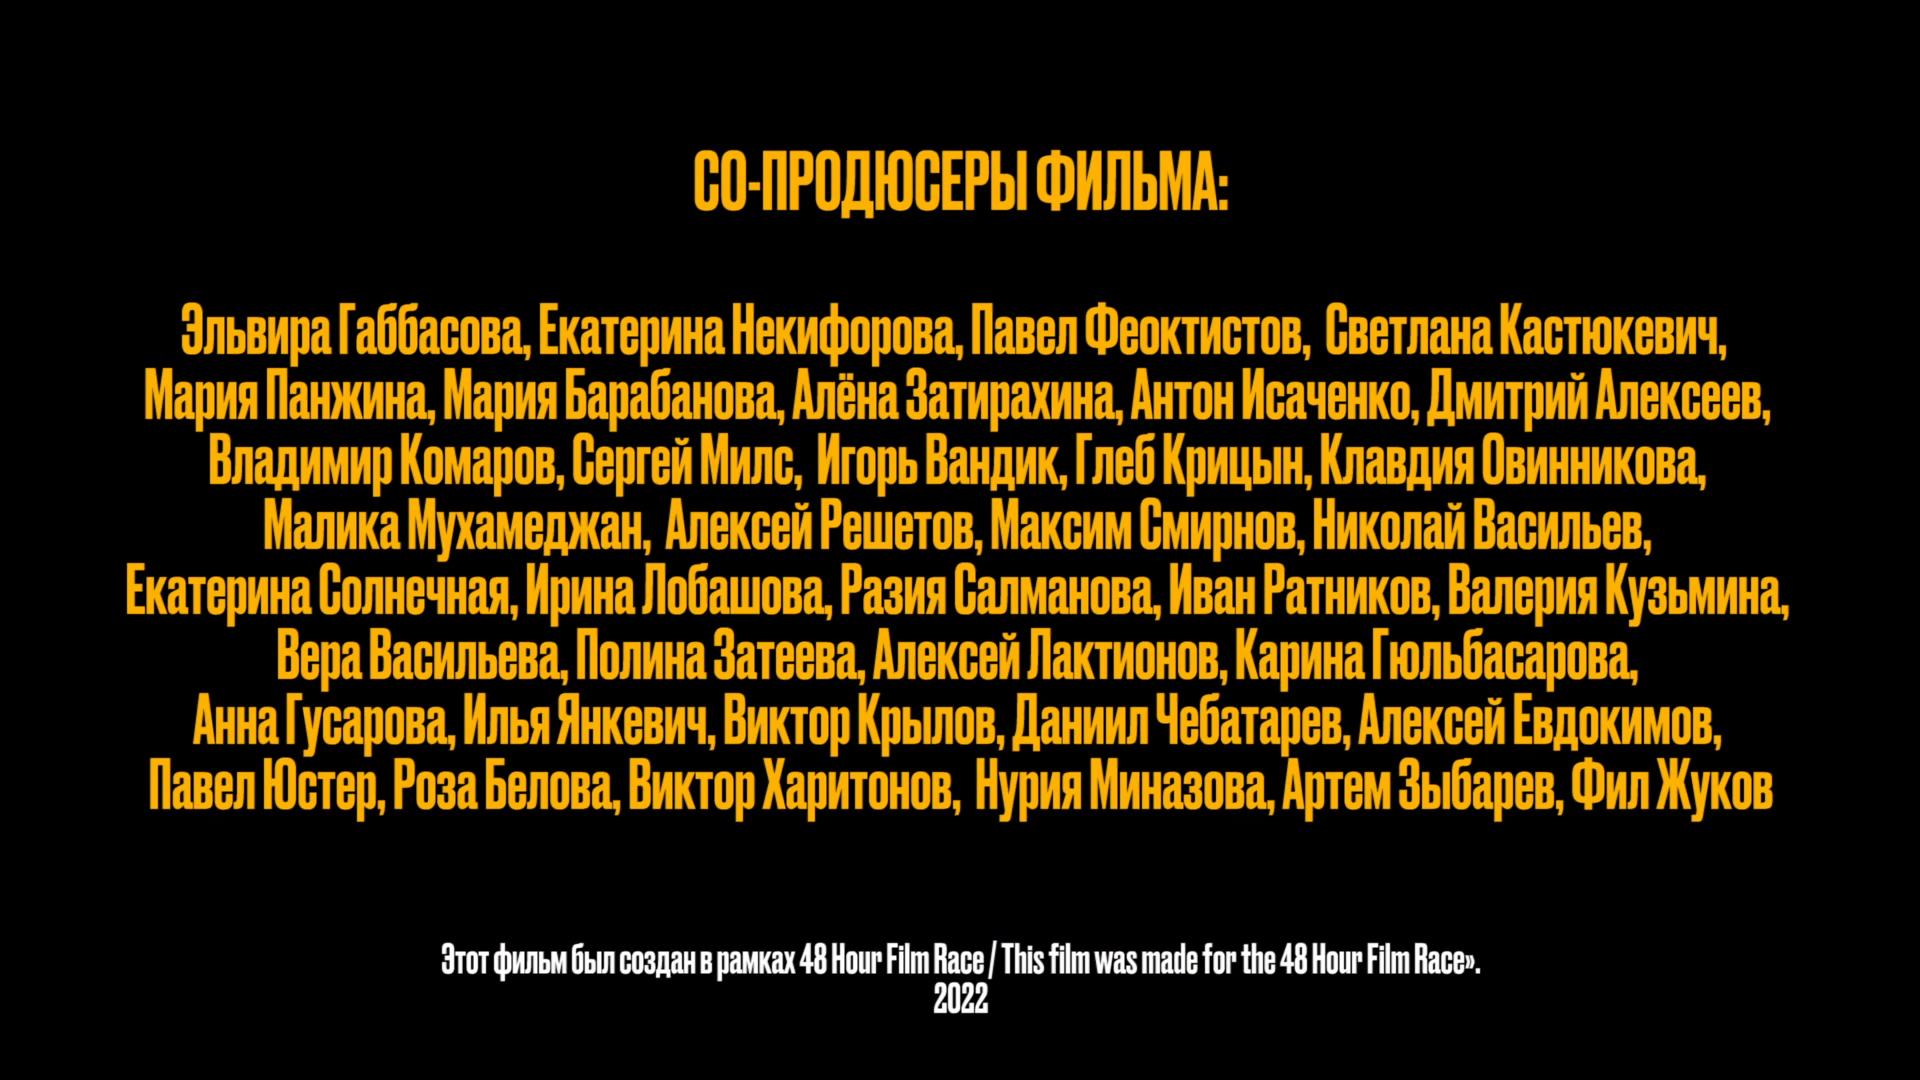 СО-ПРОДЮСЕРЫ ФИЛЬМА:
Эльвира Габбасова, Екатерина Некифорова, Павел Феоктистов, Светлана Кастюкевич,
Мария Панжина, Мария Барабанова, Алёна Затирахина, Антон Исаченко, Дмитрий Алексеев,
Владимир Комаров, Сергей Милс, Игорь Вандик, Глеб Крицын, Клавдия Овинникова,
Малика Мухамеджан, Алексей Решетов, Максим Смирнов, Николай Васильев,
Екатерина Солнечная, Ирина Лобашова, Разия Салманова, Иван Ратников, Валерия Кузьмина,
Вера Васильева, Полина Затеева, Алексей Лактионов, Карина Гюльбасарова,
Анна Гусарова, Илья Янкевич, Виктор Крылов, Даниил Чебатарев, Алексей Евдокимов,
Павел Юстер, Роза Белова, Виктор Харитонов, Нурия Миназова, Артем Зыбарев, Фил Жуков
Этот фильм был создан в рамках 48 Hour Film Race / This film was made for the 48 Hour Film Race».
2022